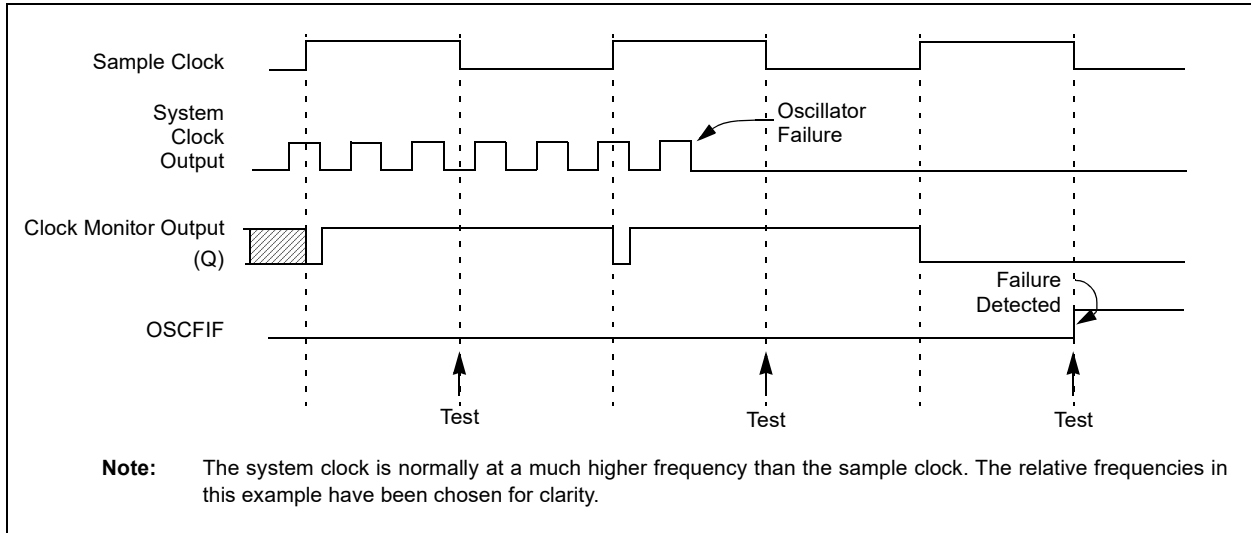 Sample Clock
System
Clock
Output
Oscillator
Failure
Clock Monitor Output
(Q)
Failure
Detected
OSCFIF
Test
Test
Test
Note: The system clock is normally at a much higher frequency than the sample clock. The relative frequencies in
this example have been chosen for clarity.